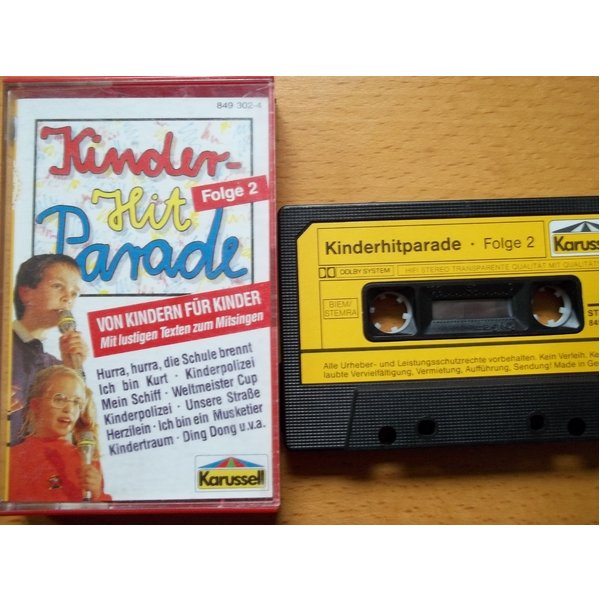 849 302-4
Kinder-
Hit
Folge 2
Parade
VON KINDERN FÜR KINDER
Mit lustigen Texten zum Mitsingen
Hurra, hurra, die Schule brennt
Ich bin Kurt · Kinderpolizei
Mein Schiff · Weltmeister Cup
Kinderpolizei · Unsere Straße
Herzilein · Ich bin ein Musketier
Kindertraum · Ding Dong u.v.a.
Karussell
Kinderhitparade · Folge 2
Karussell
DOLBY SYSTEM
HIFI STEREO TRANSPARENTE QUALITÄT MIT QUALITÄT
BIEM/
STEMRA
ST
849
Alle Urheber- und Leistungsschutzrechte vorbehalten. Kein Verleih. Ke
laubte Vervielfältigung, Vermietung, Aufführung, Sendung! Made in Ge